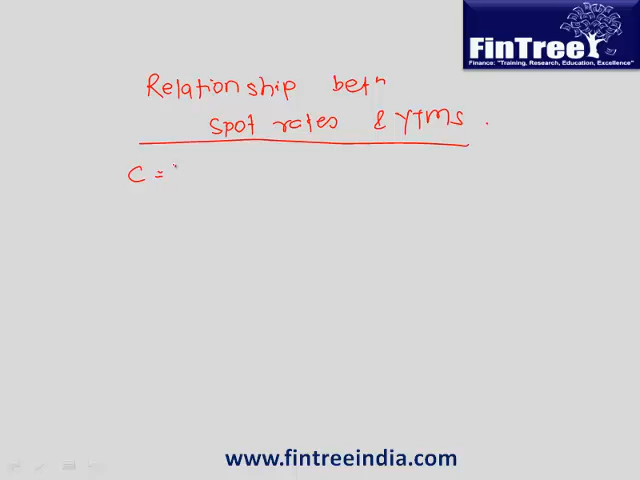 FinTree
Finance: "Training, Research, Education, Excellence"
Relationship betn
spot rates & YTMS.
C =
www.fintreeindia.com